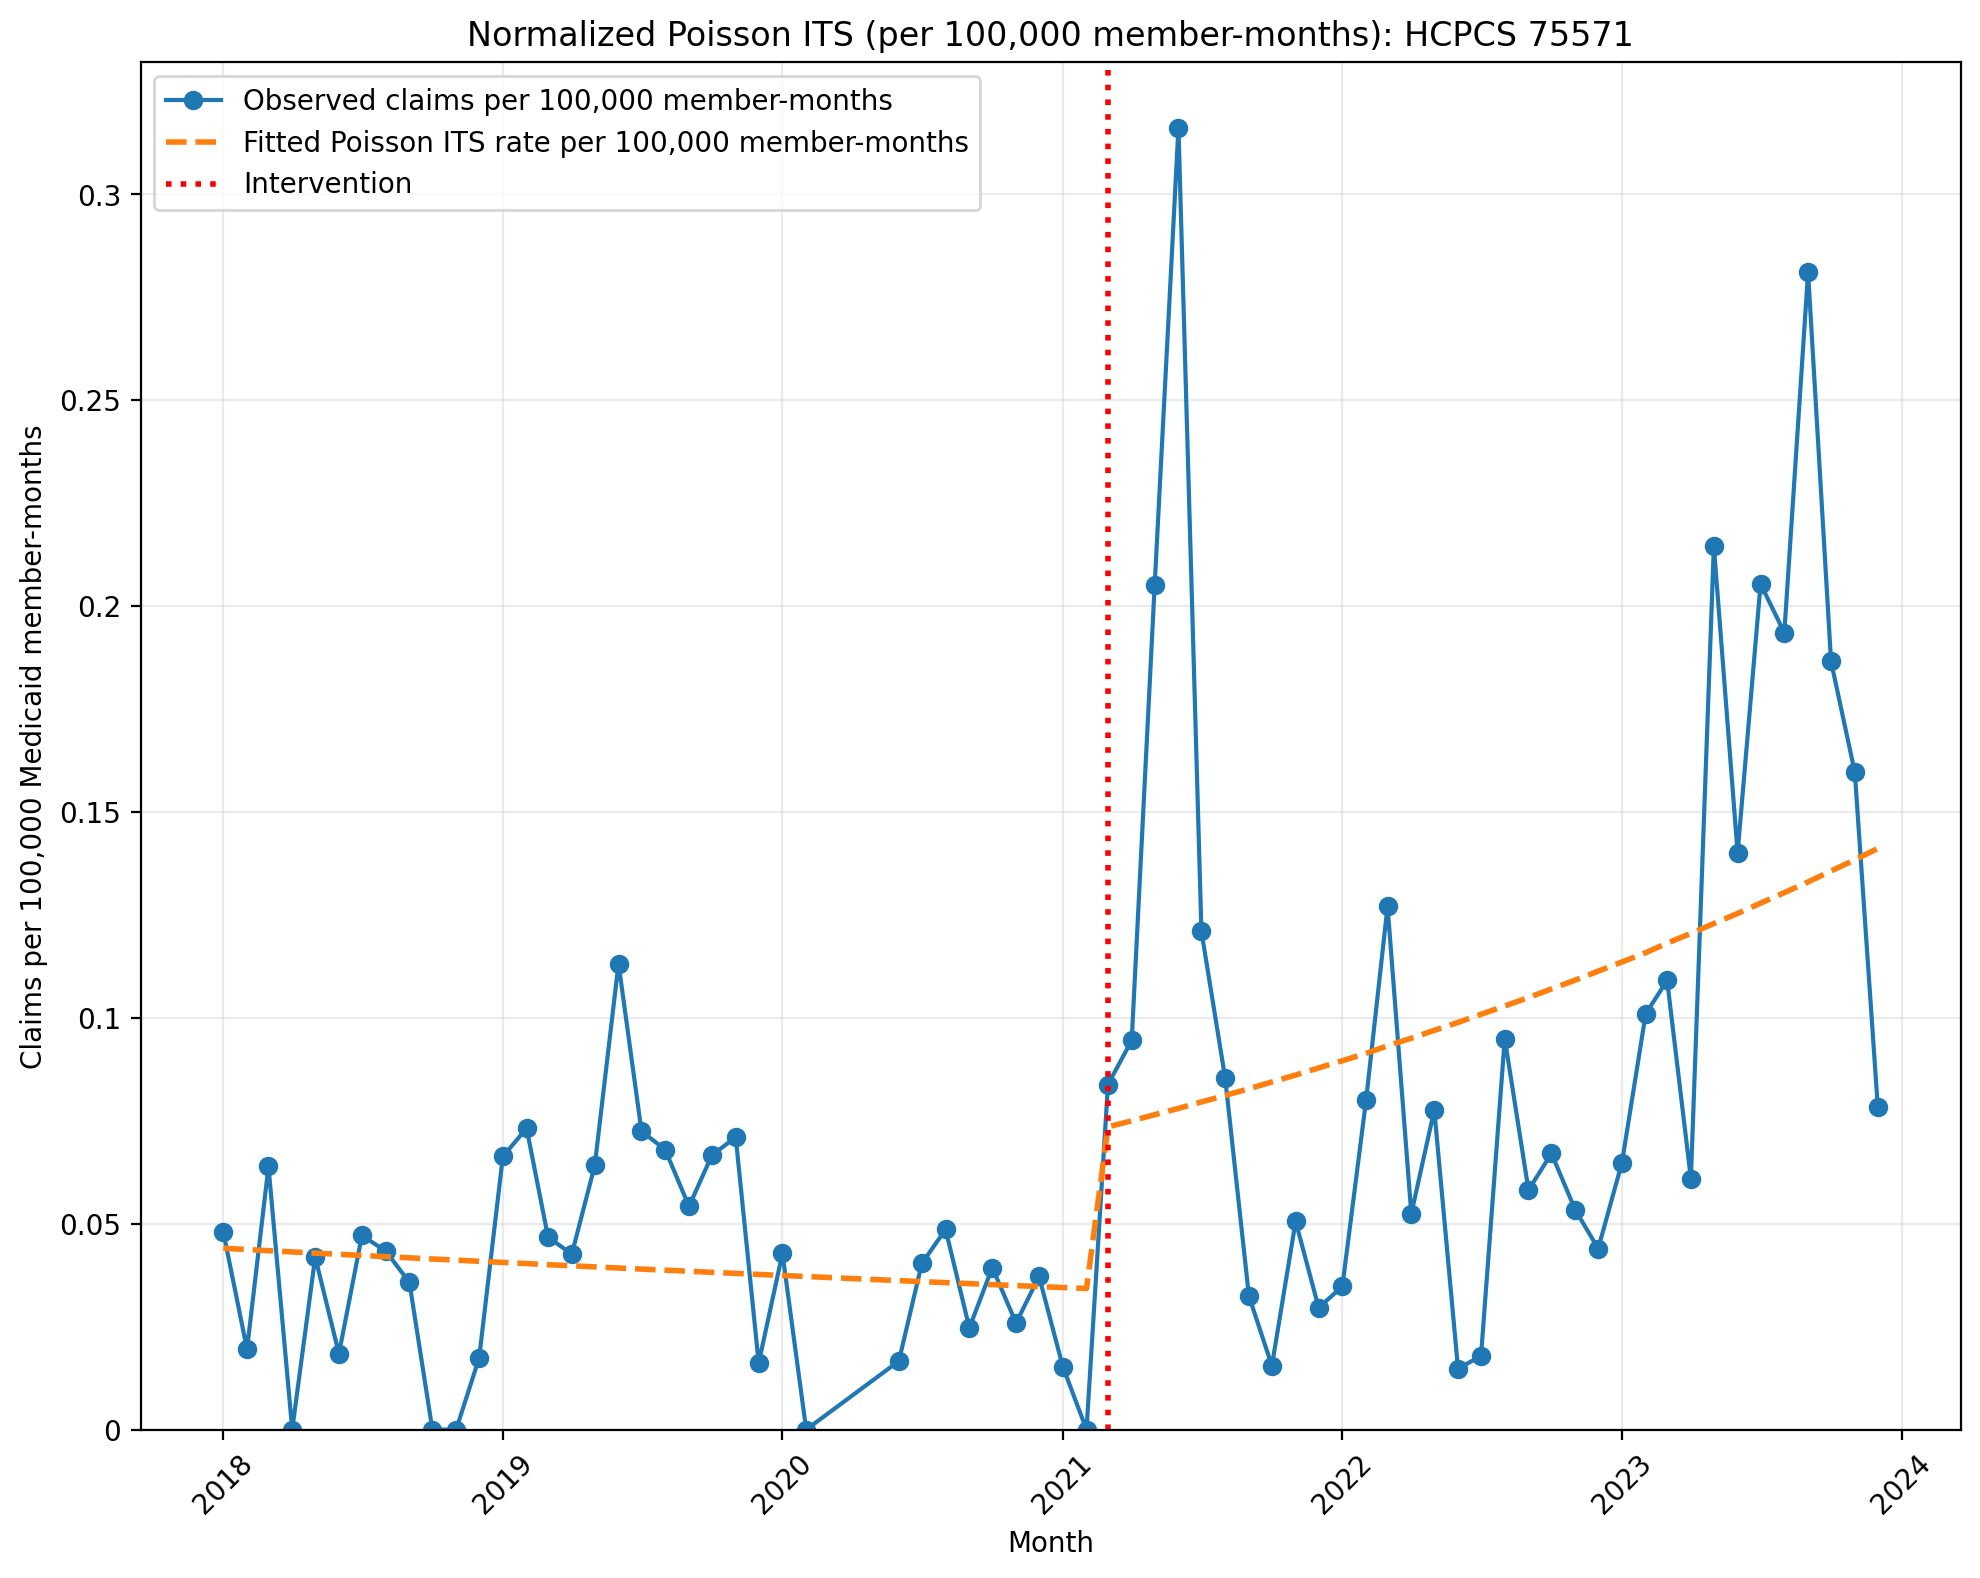 Normalized Poisson ITS (per 100,000 member-months): HCPCS 75571
Observed claims per 100,000 member-months
Fitted Poisson ITS rate per 100,000 member-months
Intervention
Claims per 100,000 Medicaid member-months
0.3
0.25
0.2
0.15
0.1
0.05
0
2018
2019
2020
2021
2022
2023
2024
Month